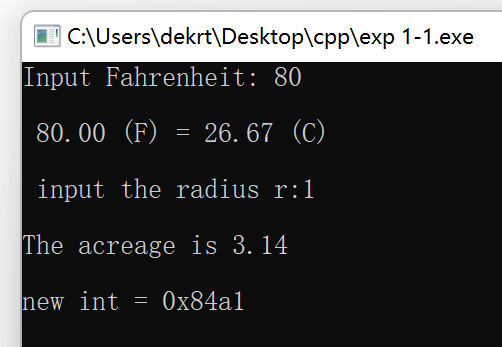 C:\Users\dekrt\Desktop\cpp\exp 1-1.exe
Input Fahrenheit: 80
80.00 (F) = 26.67 (C)
input the radius r:1
The acreage is 3.14
new int = 0x84a1